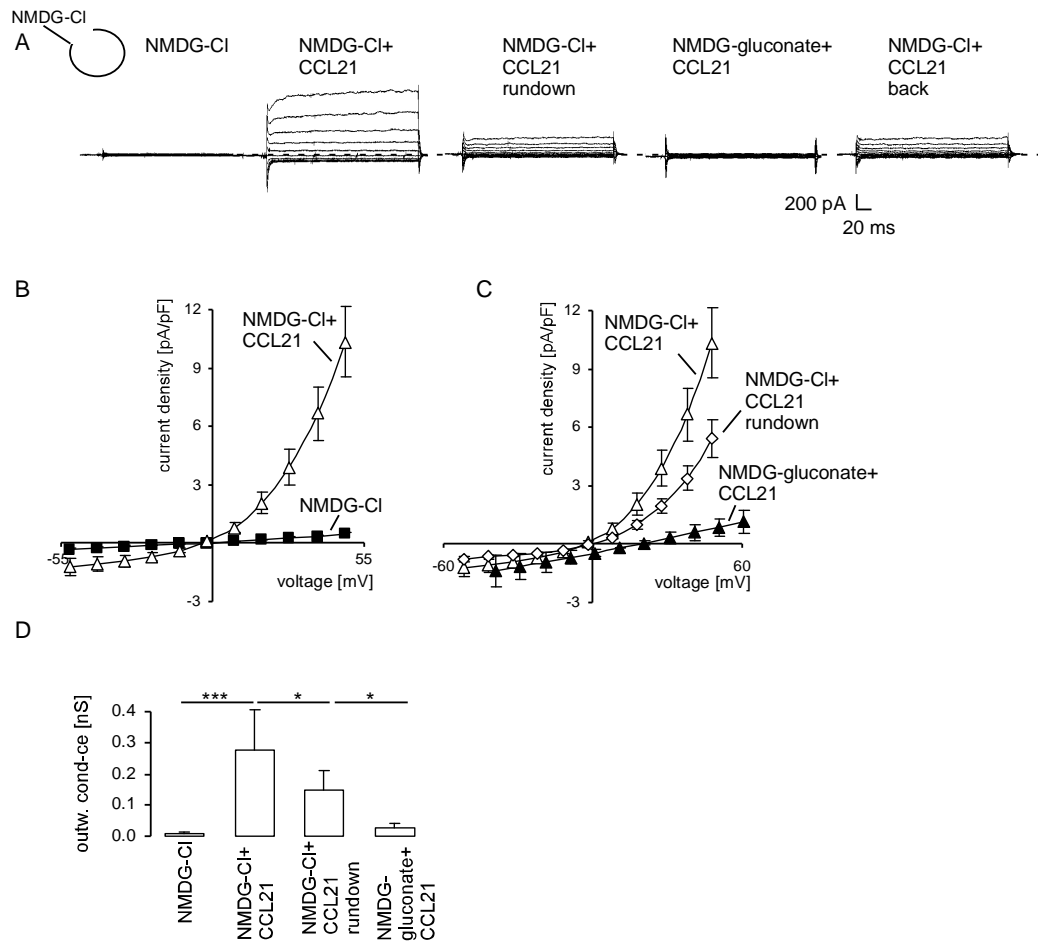 NMDG-Cl
A
NMDG-Cl
NMDG-Cl+
CCL21
NMDG-Cl+
CCL21
rundown
NMDG-gluconate+
CCL21
NMDG-Cl+
CCL21
back
200 pA
20 ms
B
current density [pA/pF]
12
9
6
3
-3
-55
55
voltage [mV]
NMDG-Cl+
CCL21
NMDG-Cl
C
current density [pA/pF]
12
9
6
3
-3
-60
60
voltage [mV]
NMDG-Cl+
CCL21
NMDG-Cl+
CCL21
rundown
NMDG-gluconate+
CCL21
D
outw. cond-ce [nS]
0.4
0.3
0.2
0.1
0.0
***
*
*
NMDG-Cl
NMDG-Cl+
CCL21
NMDG-Cl+
CCL21
rundown
NMDG-
gluconate+
CCL21